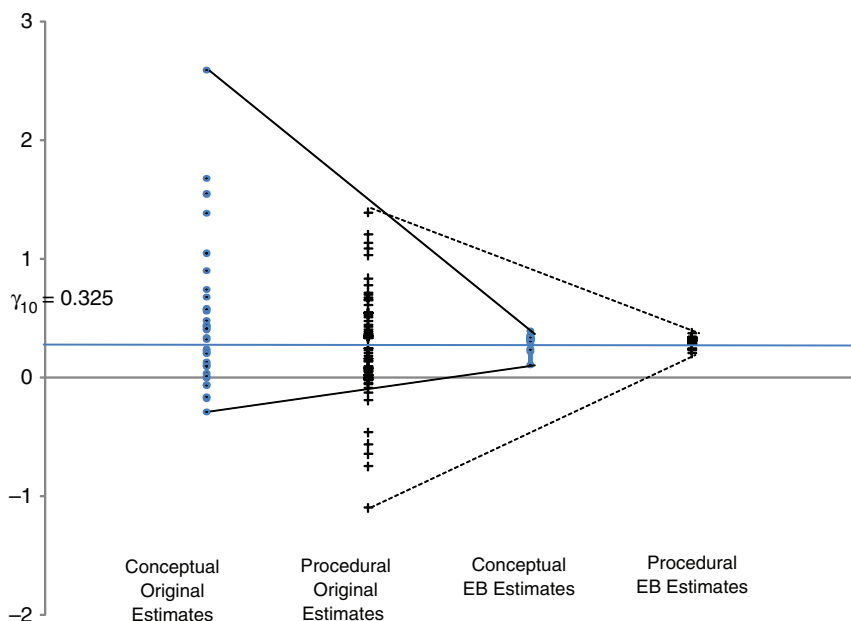 3
2
1
γ10 = 0.325
0
–1
–2
Conceptual
Original
Estimates
Procedural
Original
Estimates
Conceptual
EB Estimates
Procedural
EB Estimates